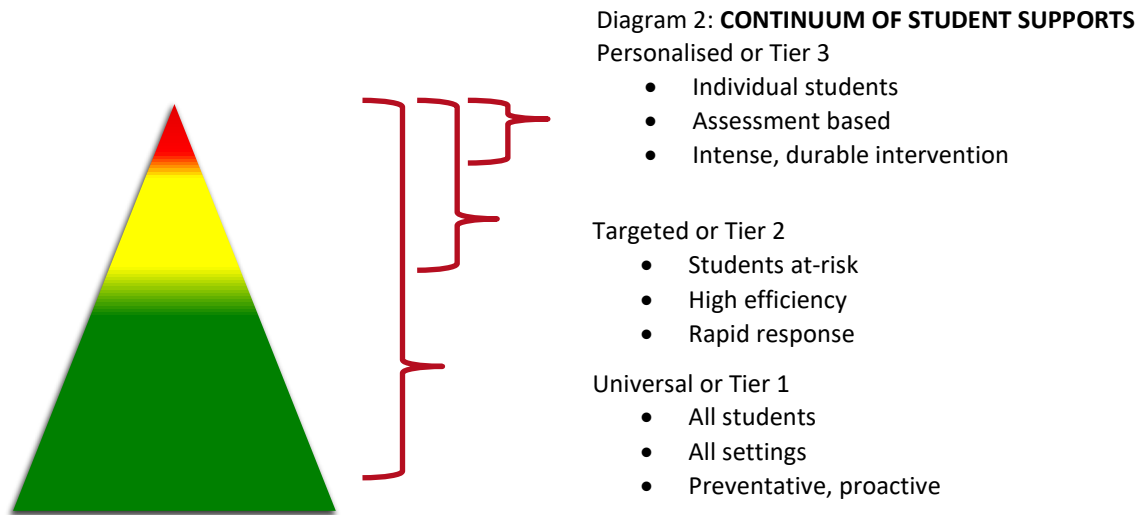 Diagram 2: CONTINUUM OF STUDENT SUPPORTS
Personalised or Tier 3
• Individual students
• Assessment based
• Intense, durable intervention
Targeted or Tier 2
• Students at-risk
• High efficiency
• Rapid response
Universal or Tier 1
• All students
• All settings
• Preventative, proactive